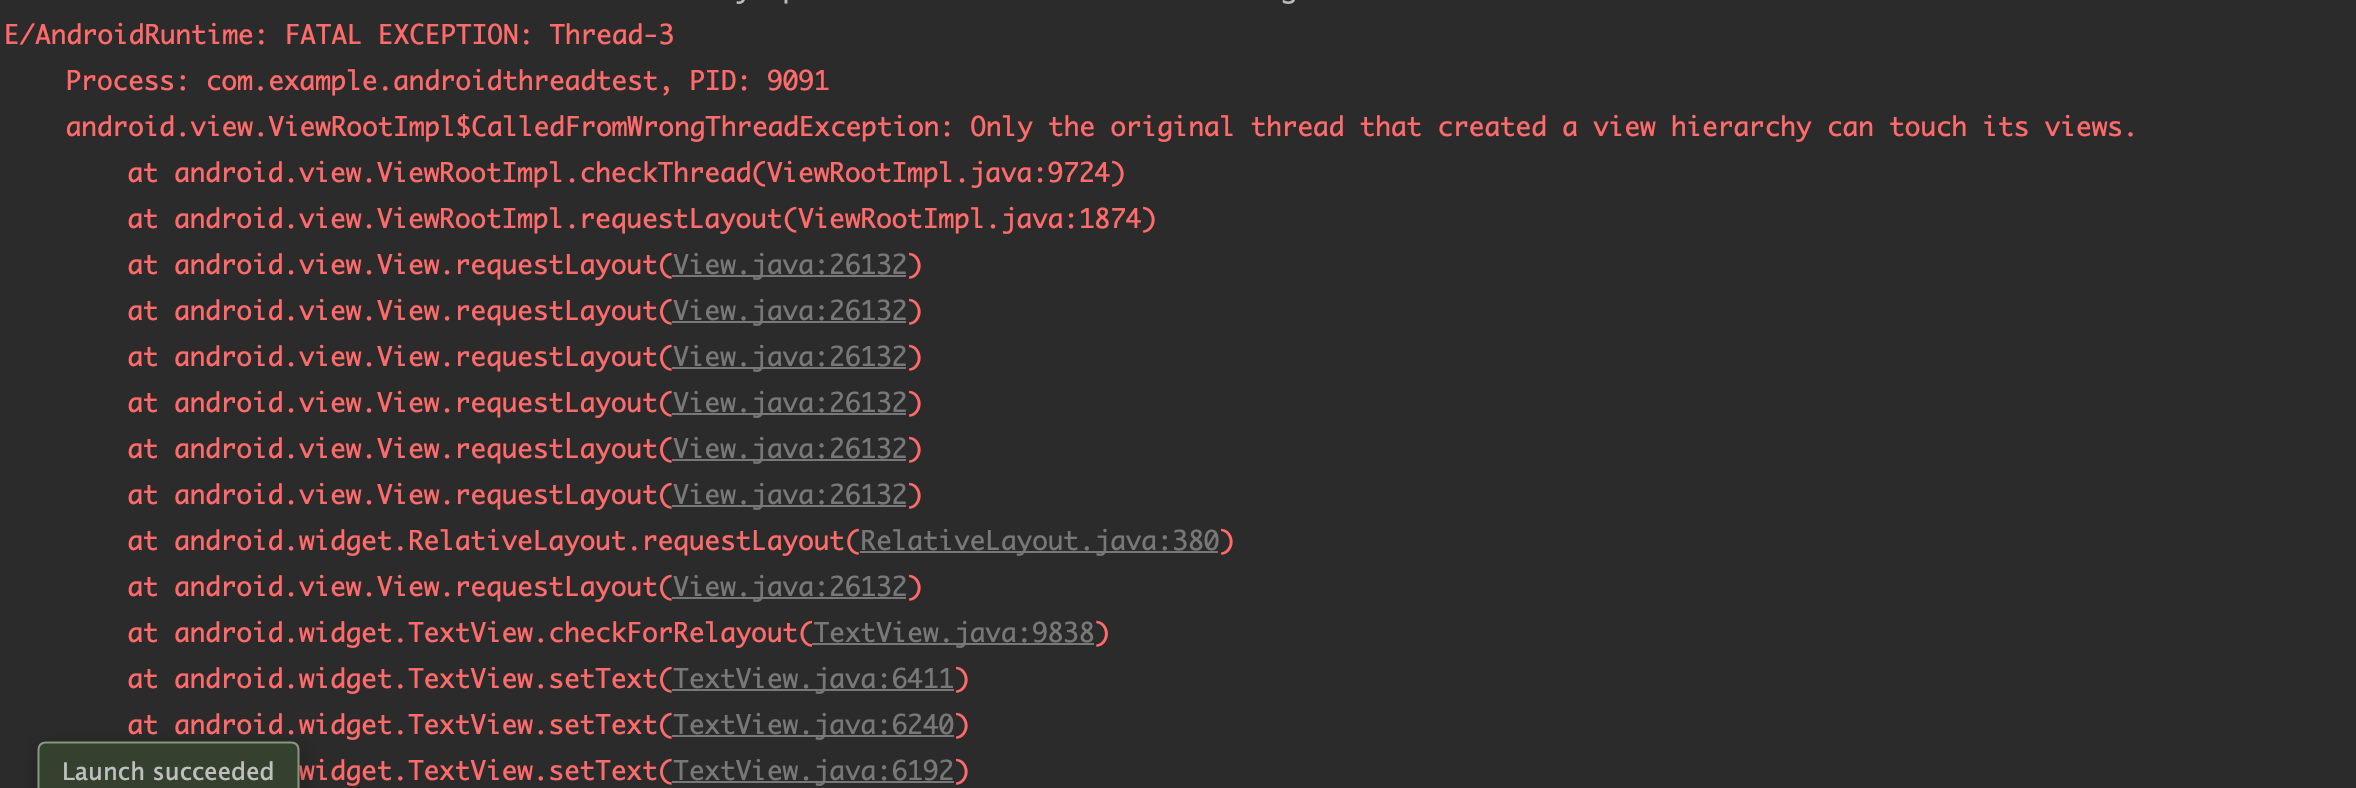 E/AndroidRuntime: FATAL EXCEPTION: Thread-3
Process: com.example.androidthreadtest, PID: 9091
android.view.ViewRootImpl$CalledFromWrongThreadException: Only the original thread that created a view hierarchy can touch its views.
at android.view.ViewRootImpl.checkThread(ViewRootImpl.java:9724)
at android.view.ViewRootImpl.requestLayout(ViewRootImpl.java:1874)
at android.view.View.requestLayout(View.java:26132)
at android.view.View.requestLayout(View.java:26132)
at android.view.View.requestLayout(View.java:26132)
at android.view.View.requestLayout(View.java:26132)
at android.view.View.requestLayout(View.java:26132)
at android.view.View.requestLayout(View.java:26132)
at android.widget.RelativeLayout.requestLayout(RelativeLayout.java:380)
at android.view.View.requestLayout(View.java:26132)
at android.widget.TextView.checkForRelayout(TextView.java:9838)
at android.widget.TextView.setText(TextView.java:6411)
at android.widget.TextView.setText(TextView.java:6240)
Launch succeeded widget.TextView.setText(TextView.java:6192)